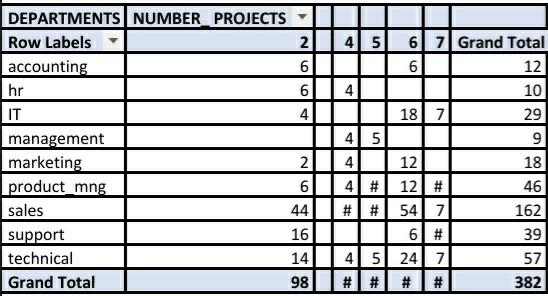 DEPARTMENTS NUMBER_PROJECTS
Row Labels 2 4 5 6 7 Grand Total
accounting 6 6 12
hr 6 4 10
IT 4 18 7 29
management 4 5 9
marketing 2 4 12 18
product_mng 6 4 # 12 # 46
sales 44 # # 54 7 162
support 16 6 # 39
technical 14 4 5 24 7 57
Grand Total 98 # # # # 382